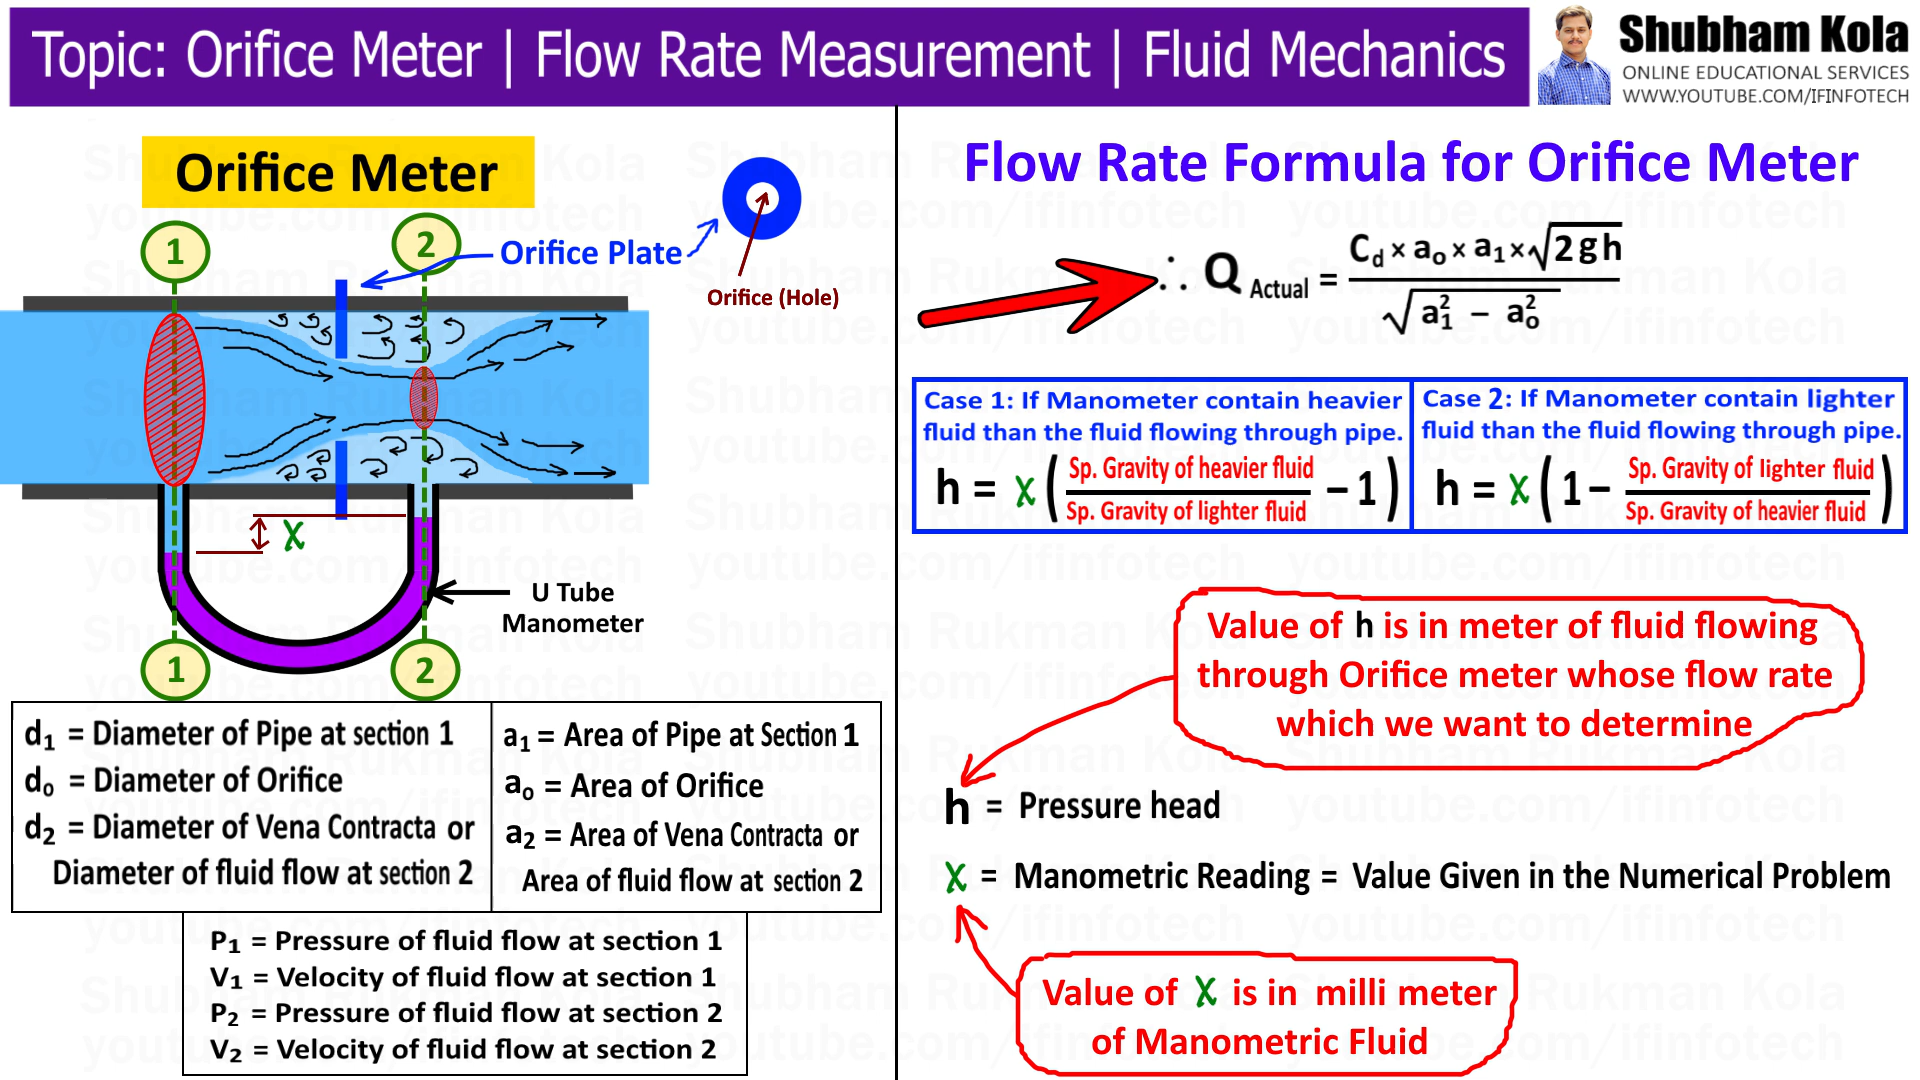 Topic: Orifice Meter | Flow Rate Measurement | Fluid Mechanics
Shubham Kola
ONLINE EDUCATIONAL SERVICES
WWW.YOUTUBE.COM/IFINFOTECH
Orifice Meter
1
2
Orifice Plate
Orifice (Hole)
X
U Tube
Manometer
1
2
d1 = Diameter of Pipe at section 1
do = Diameter of Orifice
d2 = Diameter of Vena Contracta or
Diameter of fluid flow at section 2
a1 = Area of Pipe at Section 1
ao = Area of Orifice
a2 = Area of Vena Contracta or
Area of fluid flow at section 2
P1 = Pressure of fluid flow at section 1
V1 = Velocity of fluid flow at section 1
P2 = Pressure of fluid flow at section 2
V2 = Velocity of fluid flow at section 2
Flow Rate Formula for Orifice Meter
∴ Q Actual = Cd × ao × a1 × √2gh / √a1² − ao²
Case 1: If Manometer contain heavier
fluid than the fluid flowing through pipe.
h = X ( Sp. Gravity of heavier fluid / Sp. Gravity of lighter fluid − 1 )
Case 2: If Manometer contain lighter
fluid than the fluid flowing through pipe.
h = X ( 1 − Sp. Gravity of lighter fluid / Sp. Gravity of heavier fluid )
Value of h is in meter of fluid flowing
through Orifice meter whose flow rate
which we want to determine
h = Pressure head
X = Manometric Reading = Value Given in the Numerical Problem
Value of X is in milli meter
of Manometric Fluid
Shubham Rukman Kola
youtube.com/ifinfotech